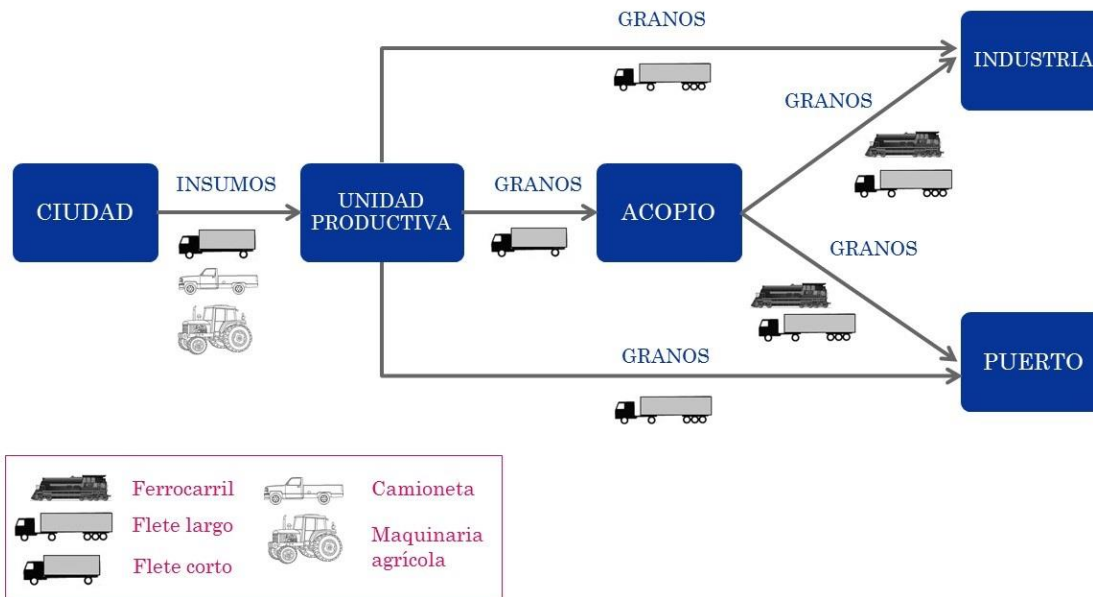 GRANOS
INDUSTRIA
GRANOS
CIUDAD
INSUMOS
UNIDAD
PRODUCTIVA
GRANOS
ACOPIO
GRANOS
GRANOS
PUERTO
Ferrocarril
Flete largo
Flete corto
Camioneta
Maquinaria
agrícola